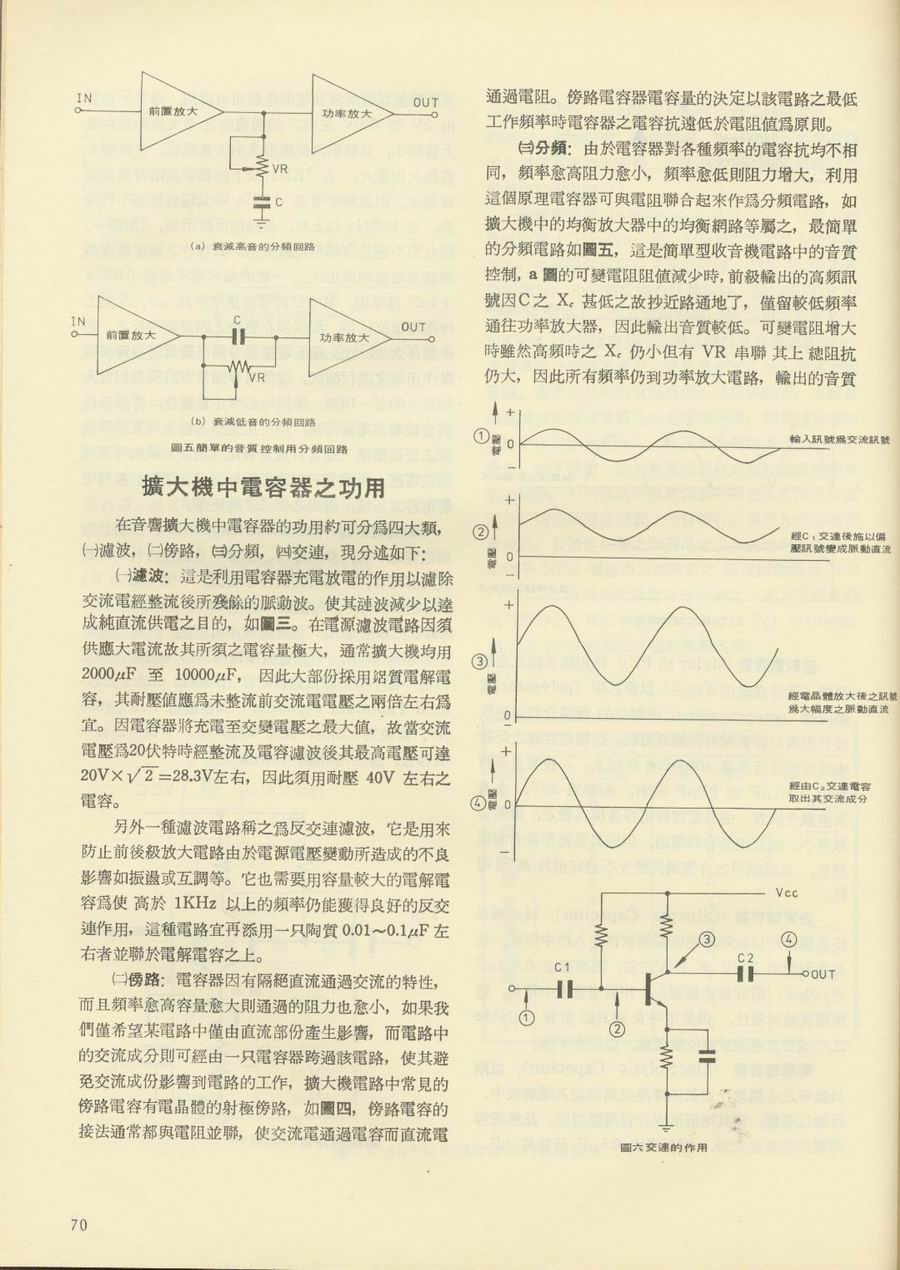 IN
前置放大
功率放大
OUT
VR
C
(a) 衰減高音的分頻回路
IN
前置放大
C
VR
功率放大
OUT
(b) 衰減低音的分頻回路
圖五簡單的音質控制用分頻回路
擴大機中電容器之功用
在音響擴大機中電容器的功用約可分爲四大類，
㈠濾波，㈡傍路，㈢分頻，㈣交連，現分述如下：
㈠濾波：這是利用電容器充電放電的作用以濾除
交流電經整流後所殘餘的脈動波。使其漣波減少以達
成純直流供電之目的，如圖三。在電源濾波電路因須
供應大電流故其所須之電容量極大，通常擴大機均用
2000μF 至 10000μF，因此大部份採用鋁質電解電
容，其耐壓值應爲未整流前交流電電壓之兩倍左右爲
宜。因電容器將充電至交變電壓之最大值，故當交流
電壓爲20伏特時經整流及電容濾波後其最高電壓可達
20V×√2=28.3V左右，因此須用耐壓 40V 左右之
電容。
另外一種濾波電路稱之爲反交連濾波，它是用來
防止前後級放大電路由於電源電壓變動所造成的不良
影響如振盪或互調等。它也需要用容量較大的電解電
容爲使 高於 1KHz 以上的頻率仍能獲得良好的反交
連作用，這種電路宜再添用一只陶質 0.01～0.1μF 左
右者並聯於電解電容之上。
㈡傍路：電容器因有隔絕直流通過交流的特性，
而且頻率愈高容量愈大則通過的阻力也愈小，如果我
們僅希望某電路中僅由直流部份產生影響，而電路中
的交流成分則可經由一只電容器跨過該電路，使其避
免交流成份影響到電路的工作，擴大機電路中常見的
傍路電容有電晶體的射極傍路，如圖四，傍路電容的
接法通常都與電阻並聯，使交流電通過電容而直流電
通過電阻。傍路電容器電容量的決定以該電路之最低
工作頻率時電容器之電容抗遠低於電阻值爲原則。
㈢分頻：由於電容器對各種頻率的電容抗均不相
同，頻率愈高阻力愈小，頻率愈低則阻力增大，利用
這個原理電容器可與電阻聯合起來作爲分頻電路，如
擴大機中的均衡放大器中的均衡網路等屬之，最簡單
的分頻電路如圖五，這是簡單型收音機電路中的音質
控制，a 圖的可變電阻阻值減少時，前級輸出的高頻訊
號因C之 Xc 甚低之故抄近路通地了，僅留較低頻率
通往功率放大器，因此輸出音質較低。可變電阻增大
時雖然高頻時之 Xc 仍小但有 VR 串聯 其上 總阻抗
仍大，因此所有頻率仍到功率放大電路，輸出的音質
① 電壓 + 0 −
輸入訊號爲交流訊號
② 電壓 + 0 −
經C₁交連後施以偏
壓訊號變成脈動直流
③ 電壓 + 0 −
經電晶體放大後之訊號
爲大幅度之脈動直流
④ 電壓 + 0 −
經由C₂交連電容
取出其交流成分
Vcc
③
④
C1
C2
OUT
①
②
圖六交連的作用
70